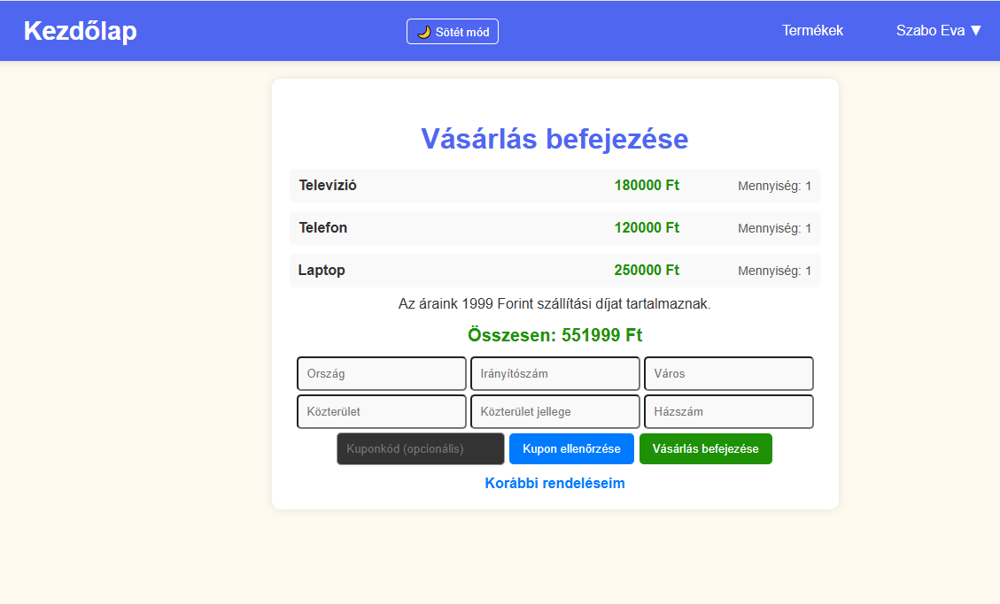 Kezdőlap
🌙 Sötét mód
Termékek
Szabo Eva ▼
Vásárlás befejezése
Televízió 180000 Ft Mennyiség: 1
Telefon 120000 Ft Mennyiség: 1
Laptop 250000 Ft Mennyiség: 1
Az áraink 1999 Forint szállítási díjat tartalmaznak.
Összesen: 551999 Ft
Ország Irányítószám Város
Közterület Közterület jellege Házszám
Kuponkód (opcionális) Kupon ellenőrzése Vásárlás befejezése
Korábbi rendeléseim